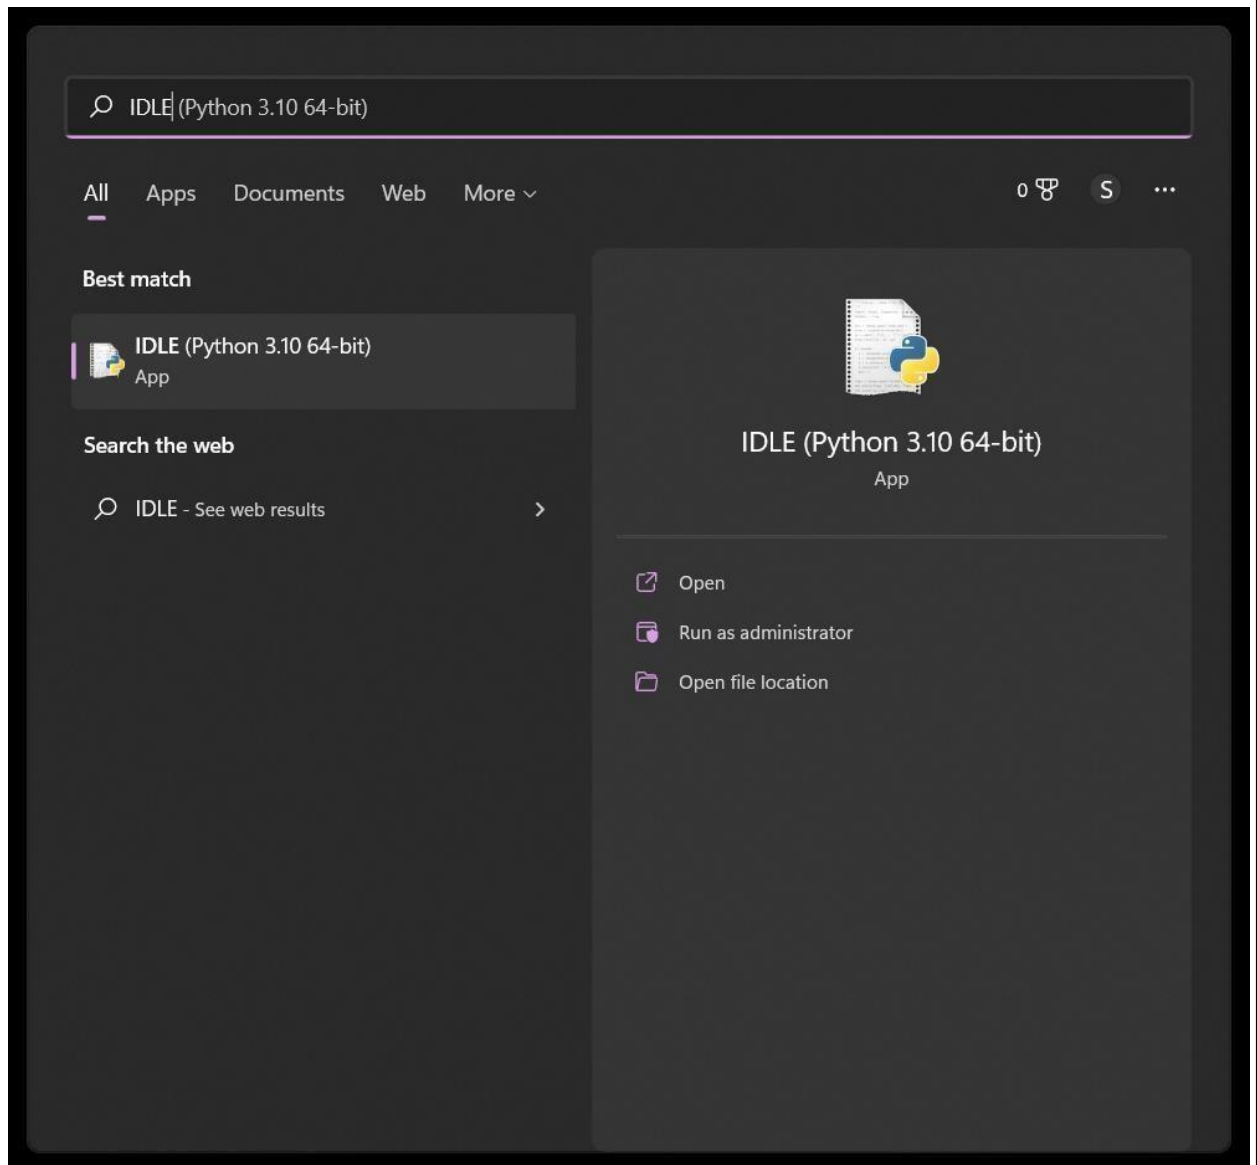 IDLE (Python 3.10 64-bit)
All Apps Documents Web More 0 S ...
Best match
IDLE (Python 3.10 64-bit)
App
Search the web
IDLE - See web results
IDLE (Python 3.10 64-bit)
App
Open
Run as administrator
Open file location